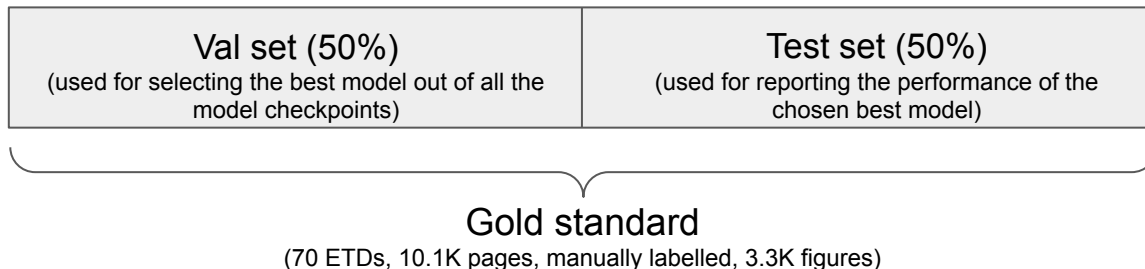 Val set (50%)
(used for selecting the best model out of all the
model checkpoints)
Test set (50%)
(used for reporting the performance of the
chosen best model)
Gold standard
(70 ETDs, 10.1K pages, manually labelled, 3.3K figures)